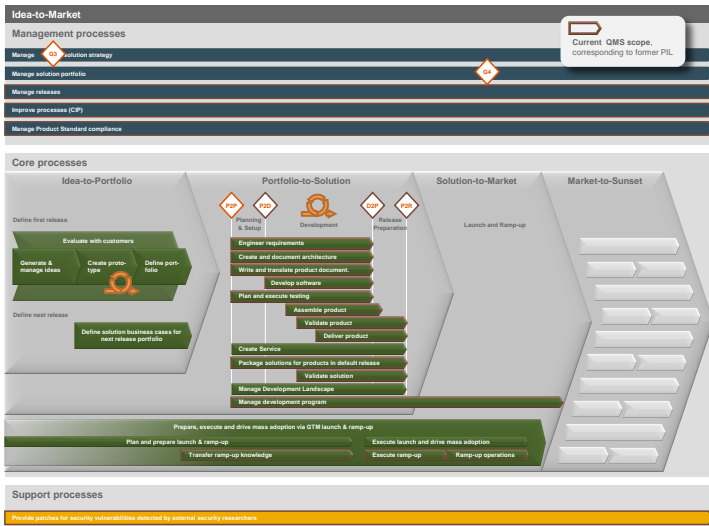 Idea-to-Market
Management processes
Current QMS scope,
corresponding to former PIL
Manage
G3
solution strategy
Manage solution portfolio
G4
Manage releases
Improve processes (CIP)
Manage Product Standard compliance
Core processes
Idea-to-Portfolio
Portfolio-to-Solution
Solution-to-Market
Market-to-Sunset
P2P
P2D
D2P
P2R
Define first release
Planning
& Setup
Development
Release
Preparation
Launch and Ramp-up
Evaluate with customers
Generate &
manage ideas
Create proto-
type
Define port-
folio
Define next release
Define solution business cases for
next release portfolio
Engineer requirements
Create and document architecture
Write and translate product document.
Develop software
Plan and execute testing
Assemble product
Validate product
Deliver product
Create Service
Package solutions for products in default release
Validate solution
Manage Development Landscape
Manage development program
Prepare, execute and drive mass adoption via GTM launch & ramp-up
Plan and prepare launch & ramp-up
Execute launch and drive mass adoption
Transfer ramp-up knowledge
Execute ramp-up
Ramp-up operations
Support processes
Provide patches for security vulnerabilities detected by external security researchers